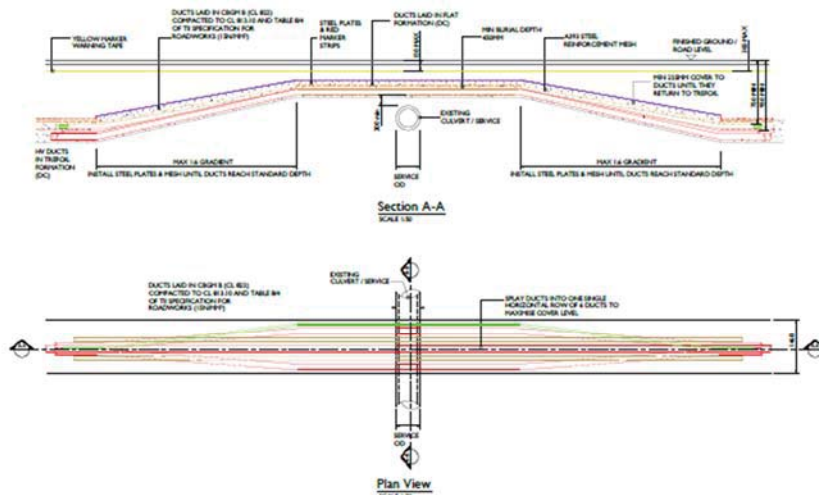 DUCTS LAID IN CBGM B (CL 822)
COMPACTED TO CL 813.10 AND TABLE 8/4
OF TII SPECIFICATION FOR
ROADWORKS (15N/MM²)
YELLOW MARKER
WARNING TAPE
STEEL PLATES
& RED
MARKER
STRIPS
DUCTS LAID IN FLAT
FORMATION (DC)
MIN BURIAL DEPTH
450MM
A393 STEEL
REINFORCEMENT MESH
FINISHED GROUND /
ROAD LEVEL
MIN
COVER TO
DUCTS UNTIL THEY
RETURN TO TREFOIL
EXISTING
CULVERT / SERVICE
HV DUCTS
IN TREFOIL
FORMATION
(DC)
MAX 1:6 GRADIENT
INSTALL STEEL PLATES & MESH UNTIL DUCTS REACH STANDARD DEPTH
SERVICE
OD
MAX 1:6 GRADIENT
INSTALL STEEL PLATES & MESH UNTIL DUCTS REACH STANDARD DEPTH
Section A-A
SCALE 1:50
DUCTS LAID IN CBGM B (CL 822)
COMPACTED TO CL 813.10 AND TABLE 8/4
OF TII SPECIFICATION FOR
ROADWORKS (15N/MM²)
EXISTING
CULVERT / SERVICE
SPLAY DUCTS INTO ONE SINGLE
HORIZONTAL ROW OF 6 DUCTS TO
MAXIMISE COVER LEVEL
SERVICE
OD
Plan View